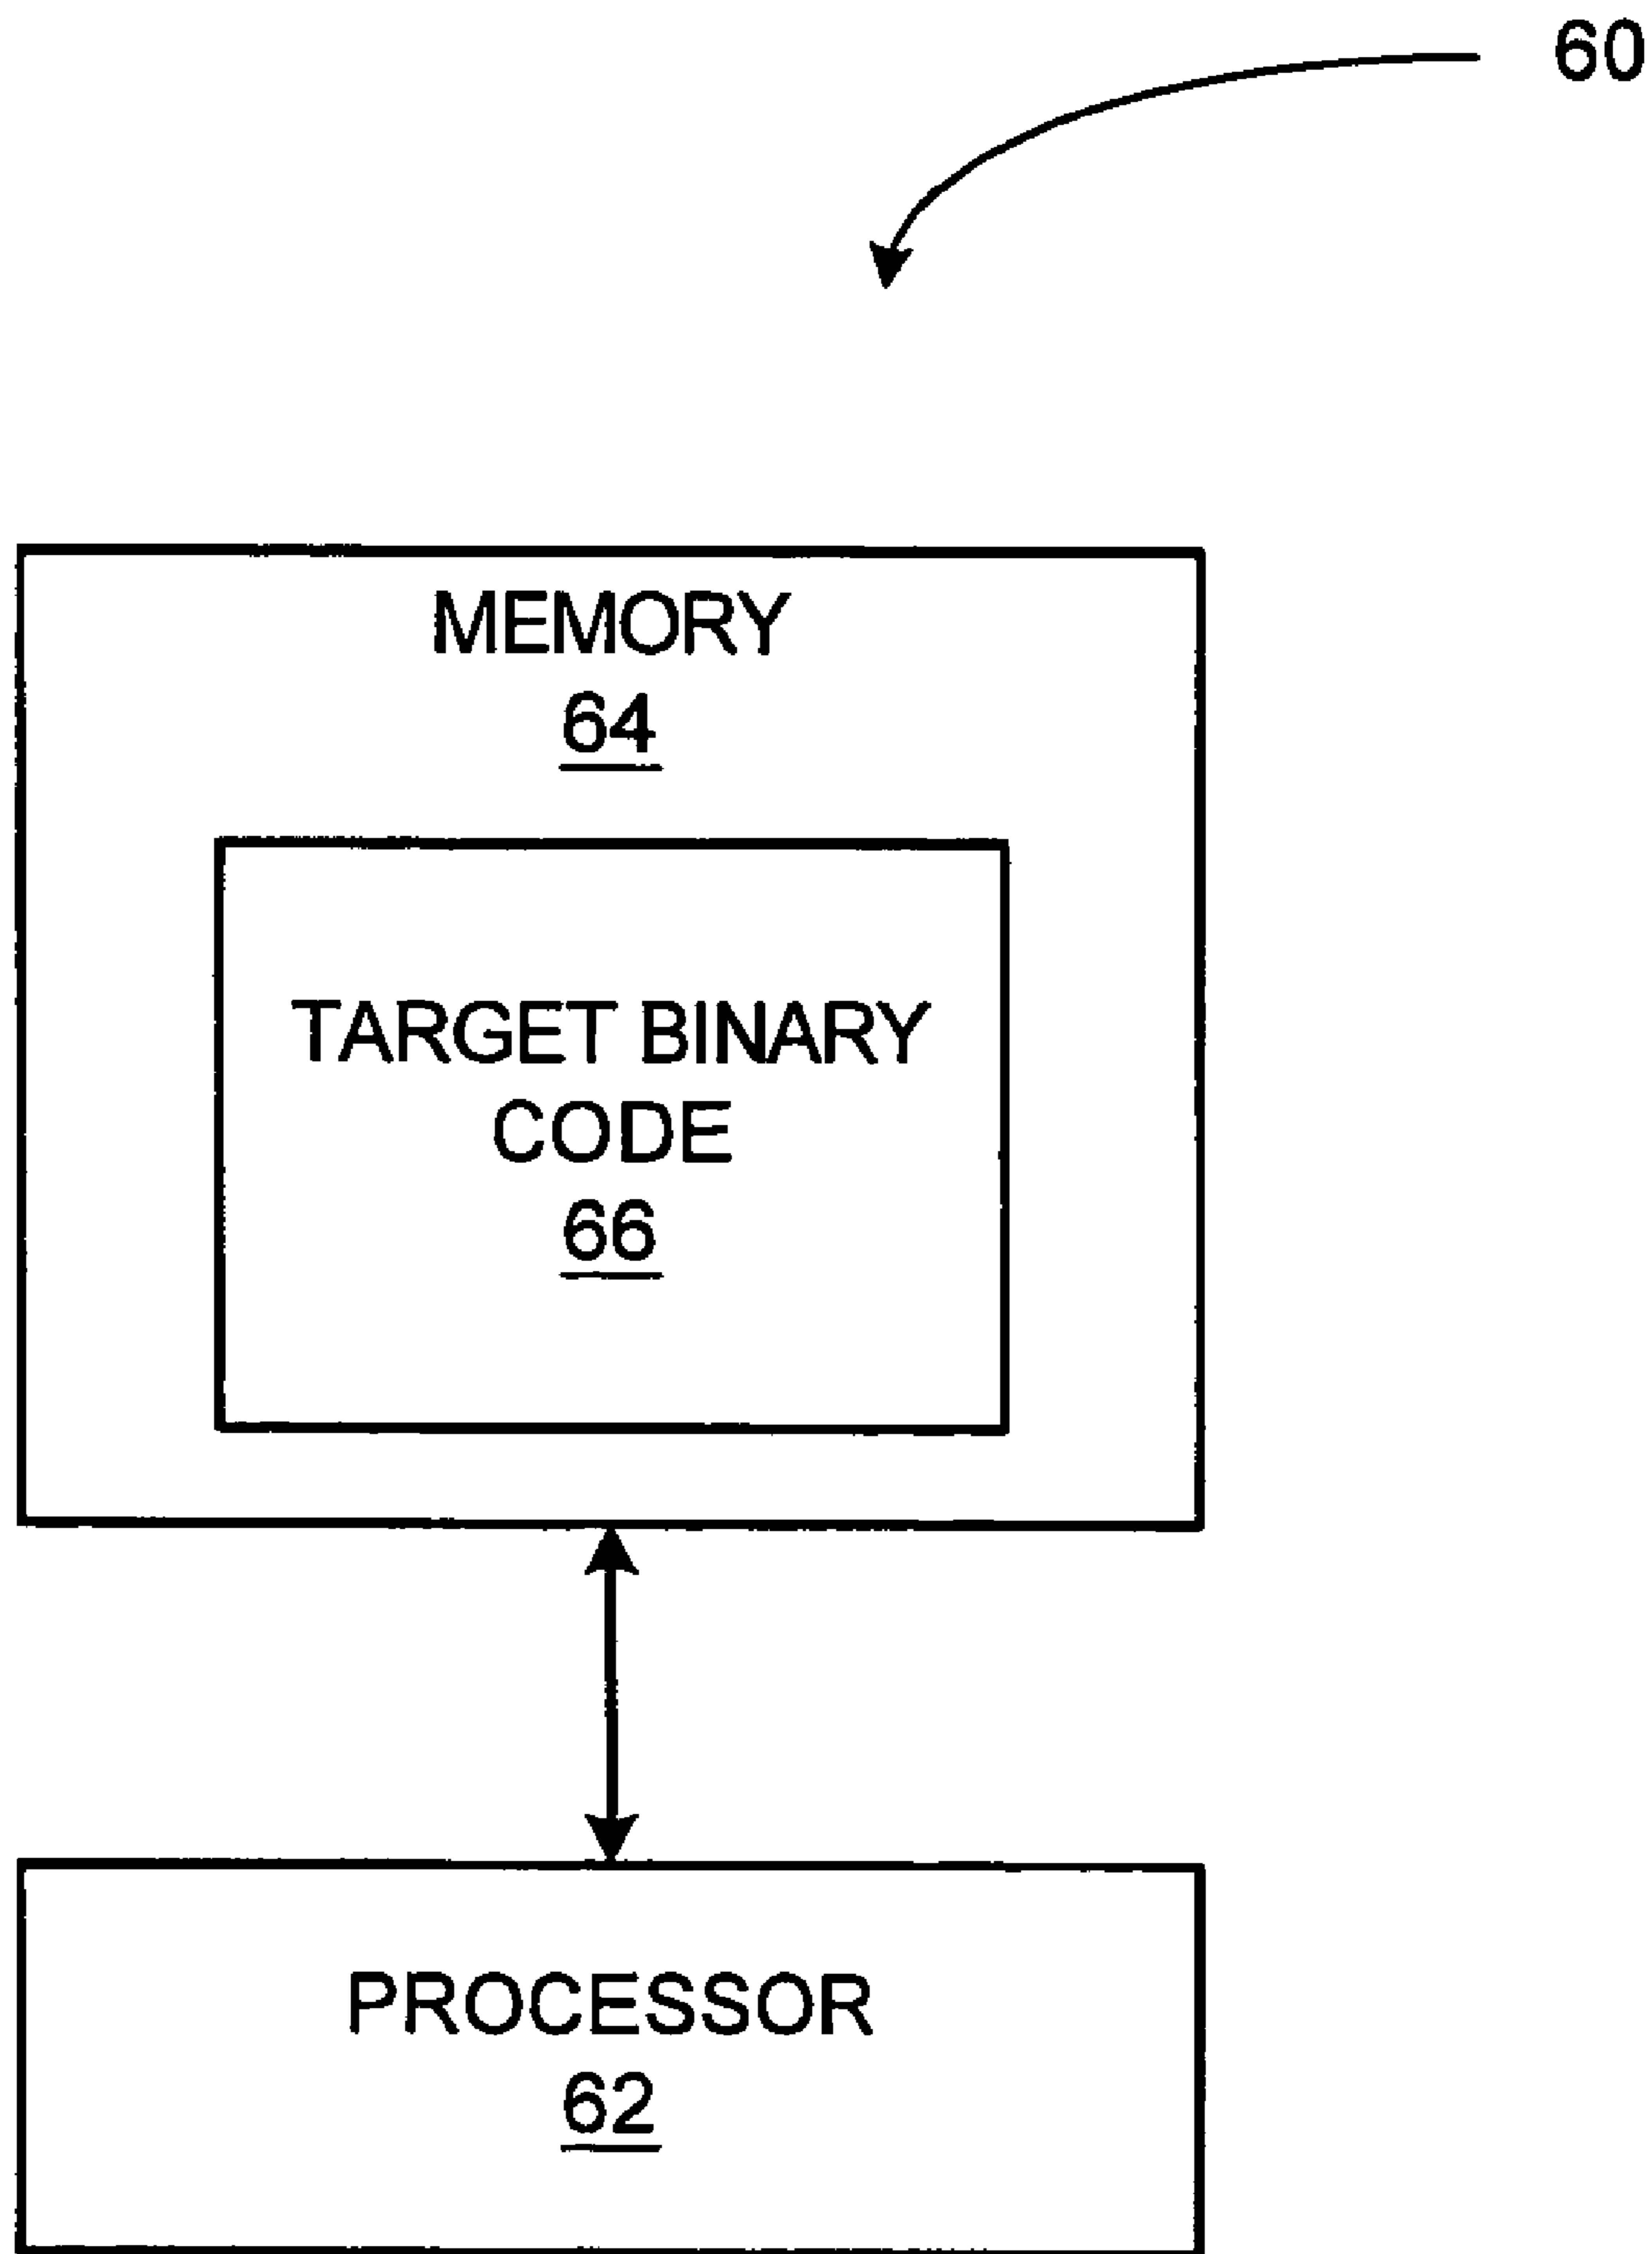 60
MEMORY
64
TARGET BINARY
CODE
66
PROCESSOR
62